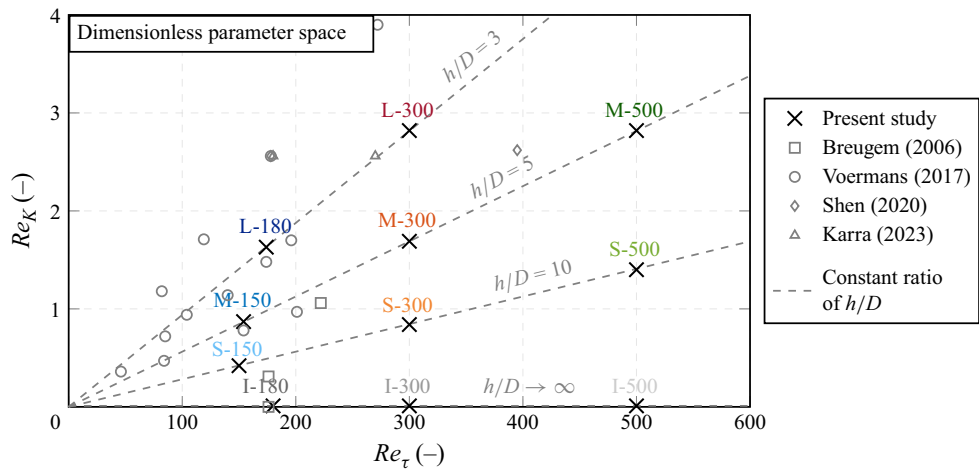 Dimensionless parameter space
4
3
2
1
0
Re_K (–)
0
100
200
300
400
500
600
Re_τ (–)
h/D = 3
h/D = 5
h/D = 10
h/D → ∞
L-300
M-500
L-180
M-300
S-500
M-150
S-300
S-150
I-180
I-300
I-500
Present study
Breugem (2006)
Voermans (2017)
Shen (2020)
Karra (2023)
Constant ratio
of h/D